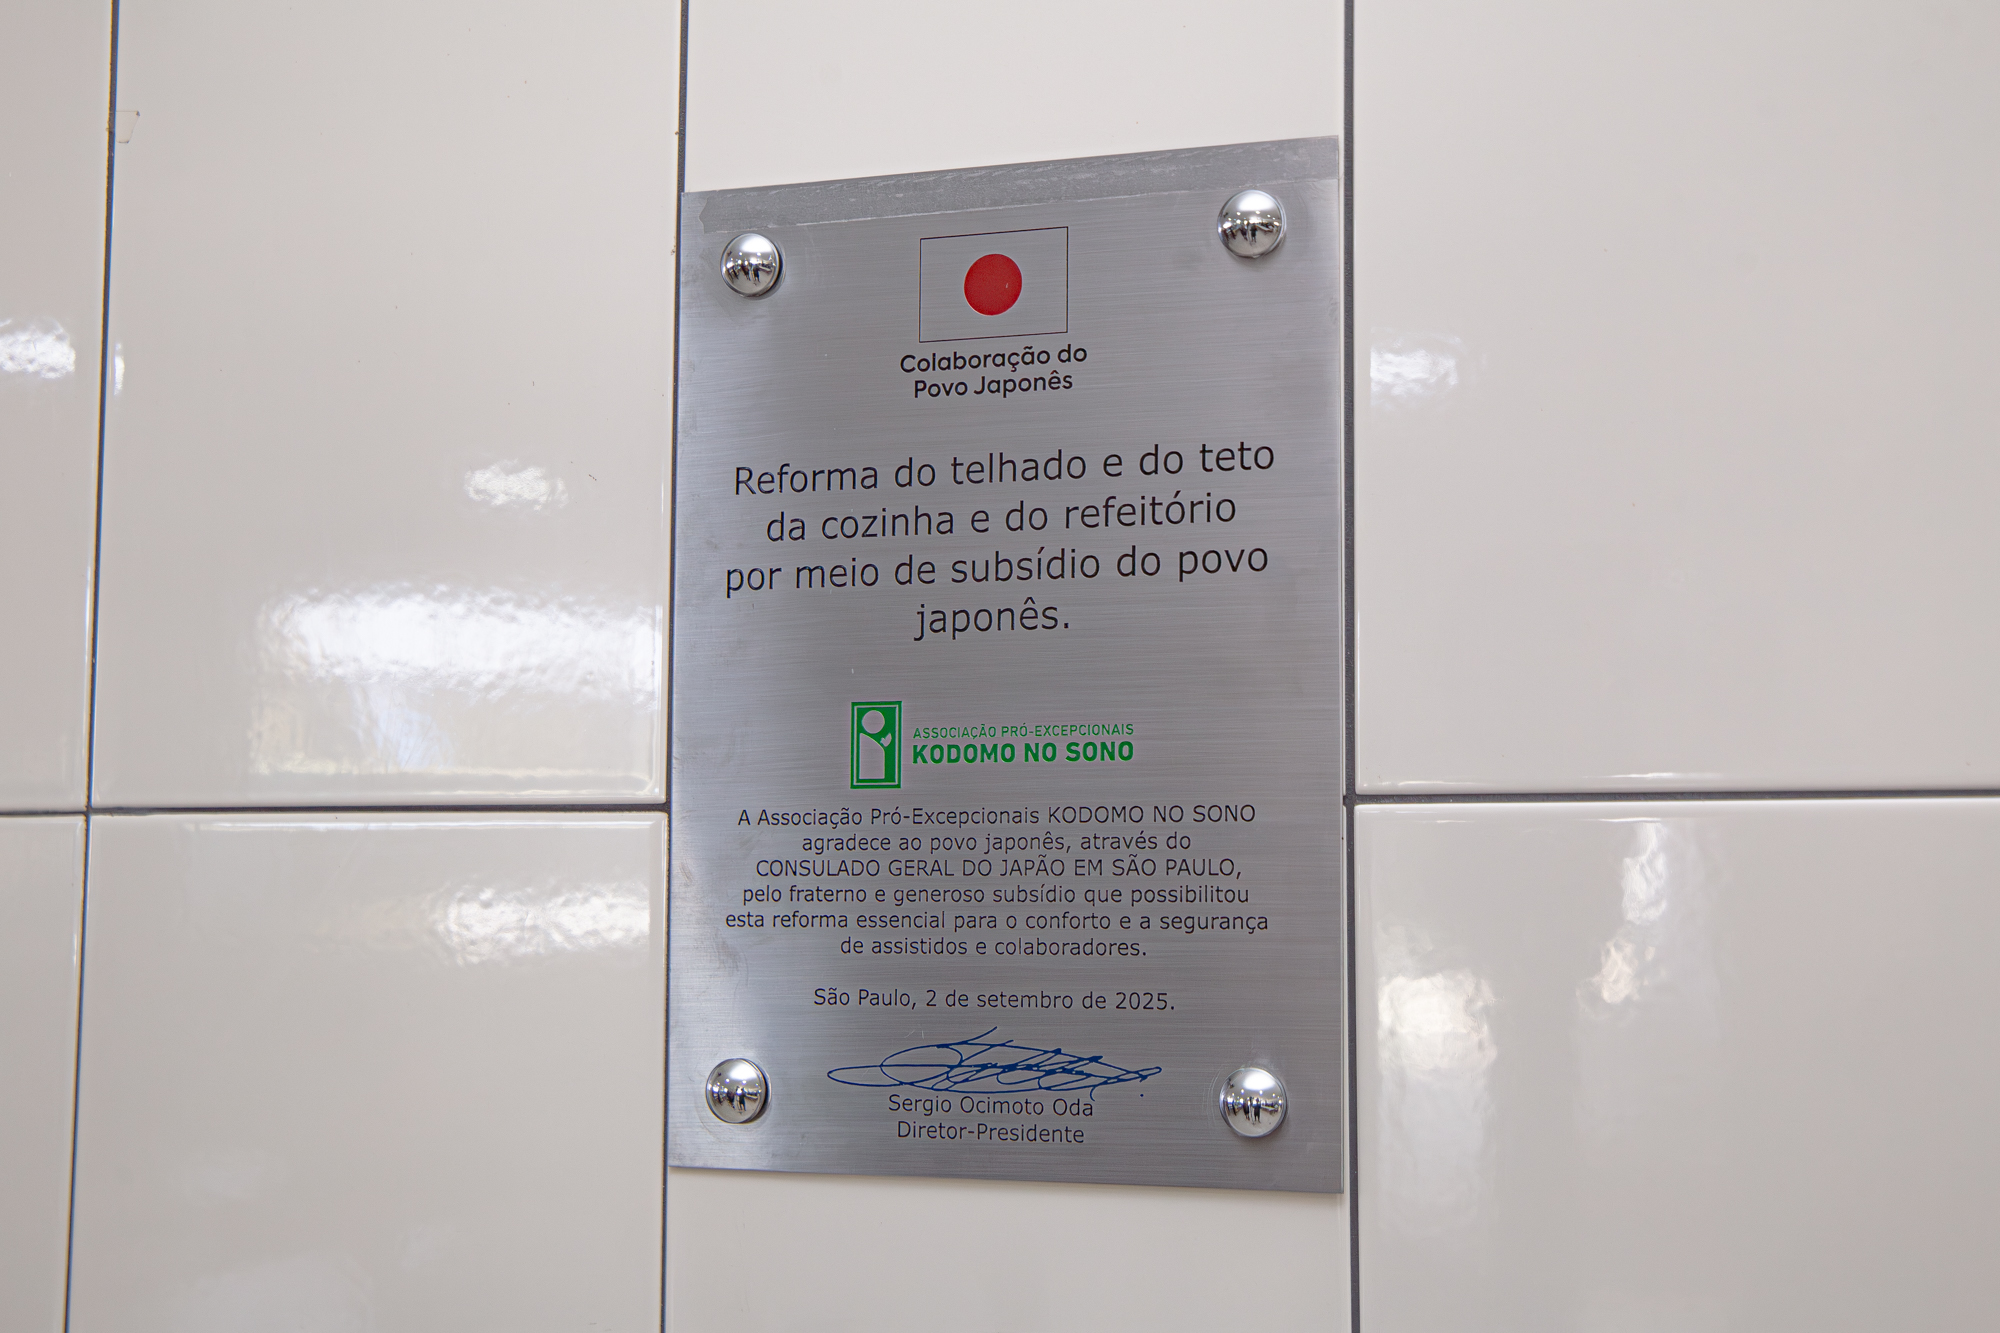 Colaboração do
Povo Japonês
Reforma do telhado e do teto
da cozinha e do refeitório
por meio de subsídio do povo
japonês.
ASSOCIAÇÃO PRÓ-EXCEPCIONAIS
KODOMO NO SONO
A Associação Pró-Excepcionais KODOMO NO SONO
agradece ao povo japonês, através do
CONSULADO GERAL DO JAPÃO EM SÃO PAULO,
pelo fraterno e generoso subsídio que possibilitou
esta reforma essencial para o conforto e a segurança
de assistidos e colaboradores.
São Paulo, 2 de setembro de 2025.
Sergio Ocimoto Oda
Diretor-Presidente